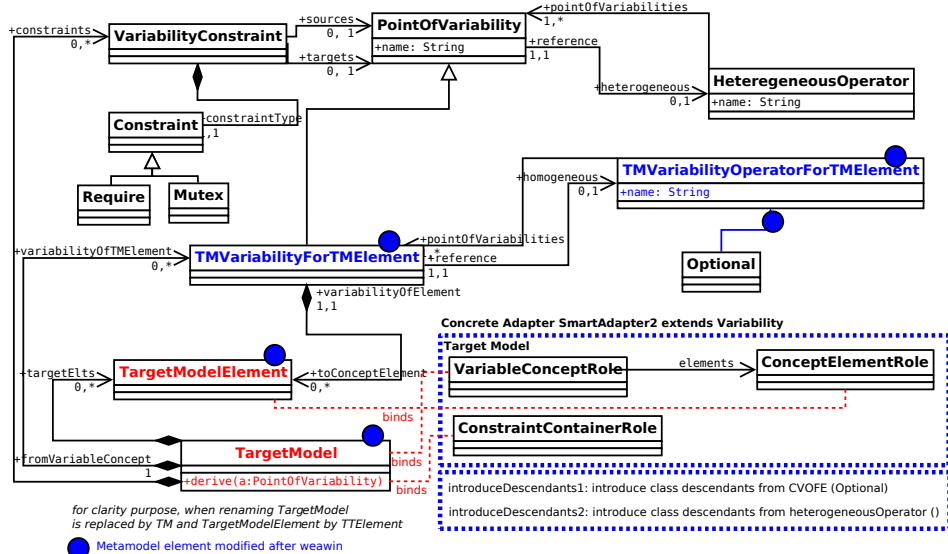 +constraints
0,*
VariabilityConstraint
+sources
0, 1
+targets
0, 1
PointOfVariability
+name: String
+pointOfVariabilities
1,*
+reference
1,1
+heterogeneous
0,1
HeteregeneousOperator
+name: String
Constraint
constraintType
1,1
Require
Mutex
+homogeneous
0,1
TMVariabilityOperatorForTMElement
+name: String
Optional
+variabilityOfTMElement
0,*
TMVariabilityForTMElement
+pointOfVariabilities
*
+reference
1,1
+variabilityOfElement
1,1
Concrete Adapter SmartAdapter2 extends Variability
Target Model
VariableConceptRole
elements
ConceptElementRole
ConstraintContainerRole
+targetElts
0,*
TargetModelElement
+toConceptElement
0,*
binds
binds
binds
+fromVariableConcept
1
TargetModel
+derive(a:PointOfVariability)
introduceDescendants1: introduce class descendants from CVOFE (Optional)
introduceDescendants2: introduce class descendants from heterogeneousOperator ()
for clarity purpose, when renaming TargetModel
is replaced by TM and TargetModelElement by TTElement
Metamodel element modified after weawin